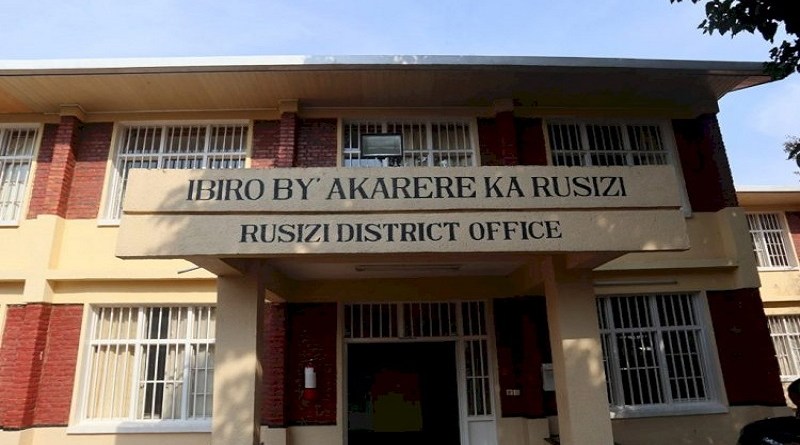 IBIRO BY' AKARERE KA RUSIZI
RUSIZI DISTRICT OFFICE